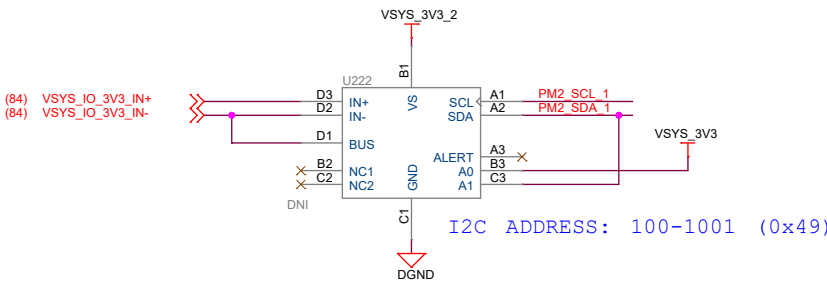 VSYS_3V3_2
B1
U222
(84) VSYS_IO_3V3_IN+ D3 IN+ VS SCL A1 PM2_SCL_1
(84) VSYS_IO_3V3_IN- D2 IN- SDA A2 PM2_SDA_1
D1 BUS VSYS_3V3
ALERT A3
B2 NC1 A0 B3
C2 NC2 GND A1 C3
DNI
C1
I2C ADDRESS: 100-1001 (0x49)
DGND